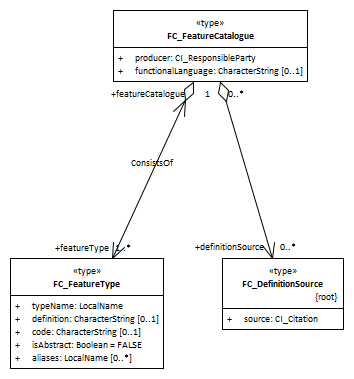 «type»
FC_FeatureCatalogue
+ producer: CI_ResponsibleParty
+ functionalLanguage: CharacterString [0..1]
+featureCatalogue 1 0..*
ConsistsOf
+featureType 1..*
+definitionSource 0..*
«type»
FC_FeatureType
+ typeName: LocalName
+ definition: CharacterString [0..1]
+ code: CharacterString [0..1]
+ isAbstract: Boolean = FALSE
+ aliases: LocalName [0..*]
«type»
FC_DefinitionSource
{root}
+ source: CI_Citation